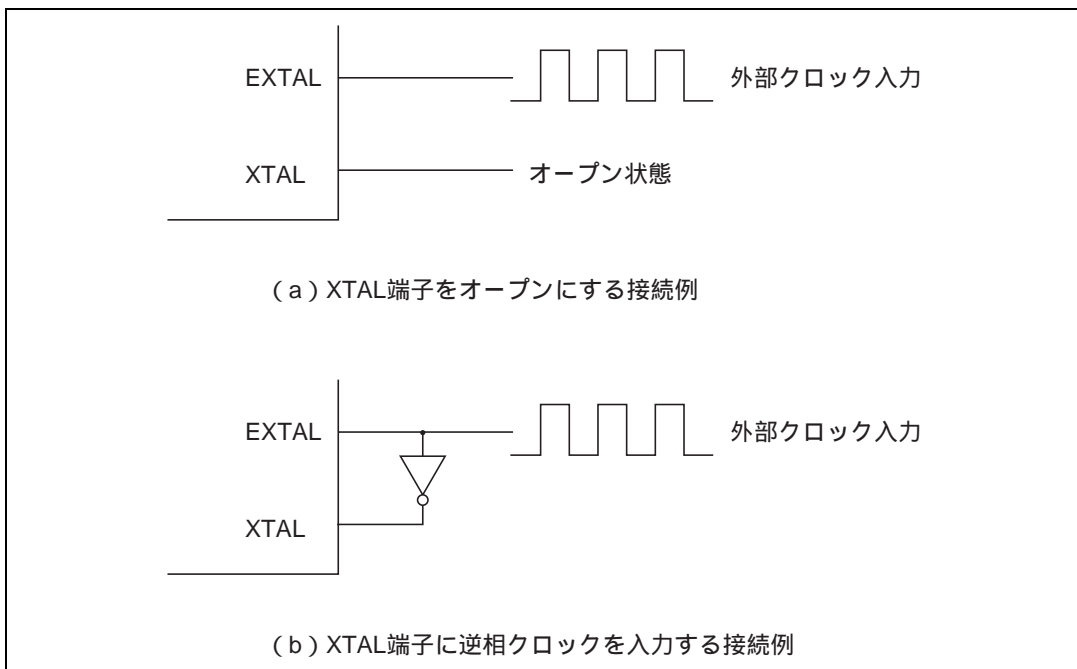 EXTAL
外部クロック入力
XTAL
オープン状態
（a）XTAL端子をオープンにする接続例
EXTAL
外部クロック入力
XTAL
（b）XTAL端子に逆相クロックを入力する接続例